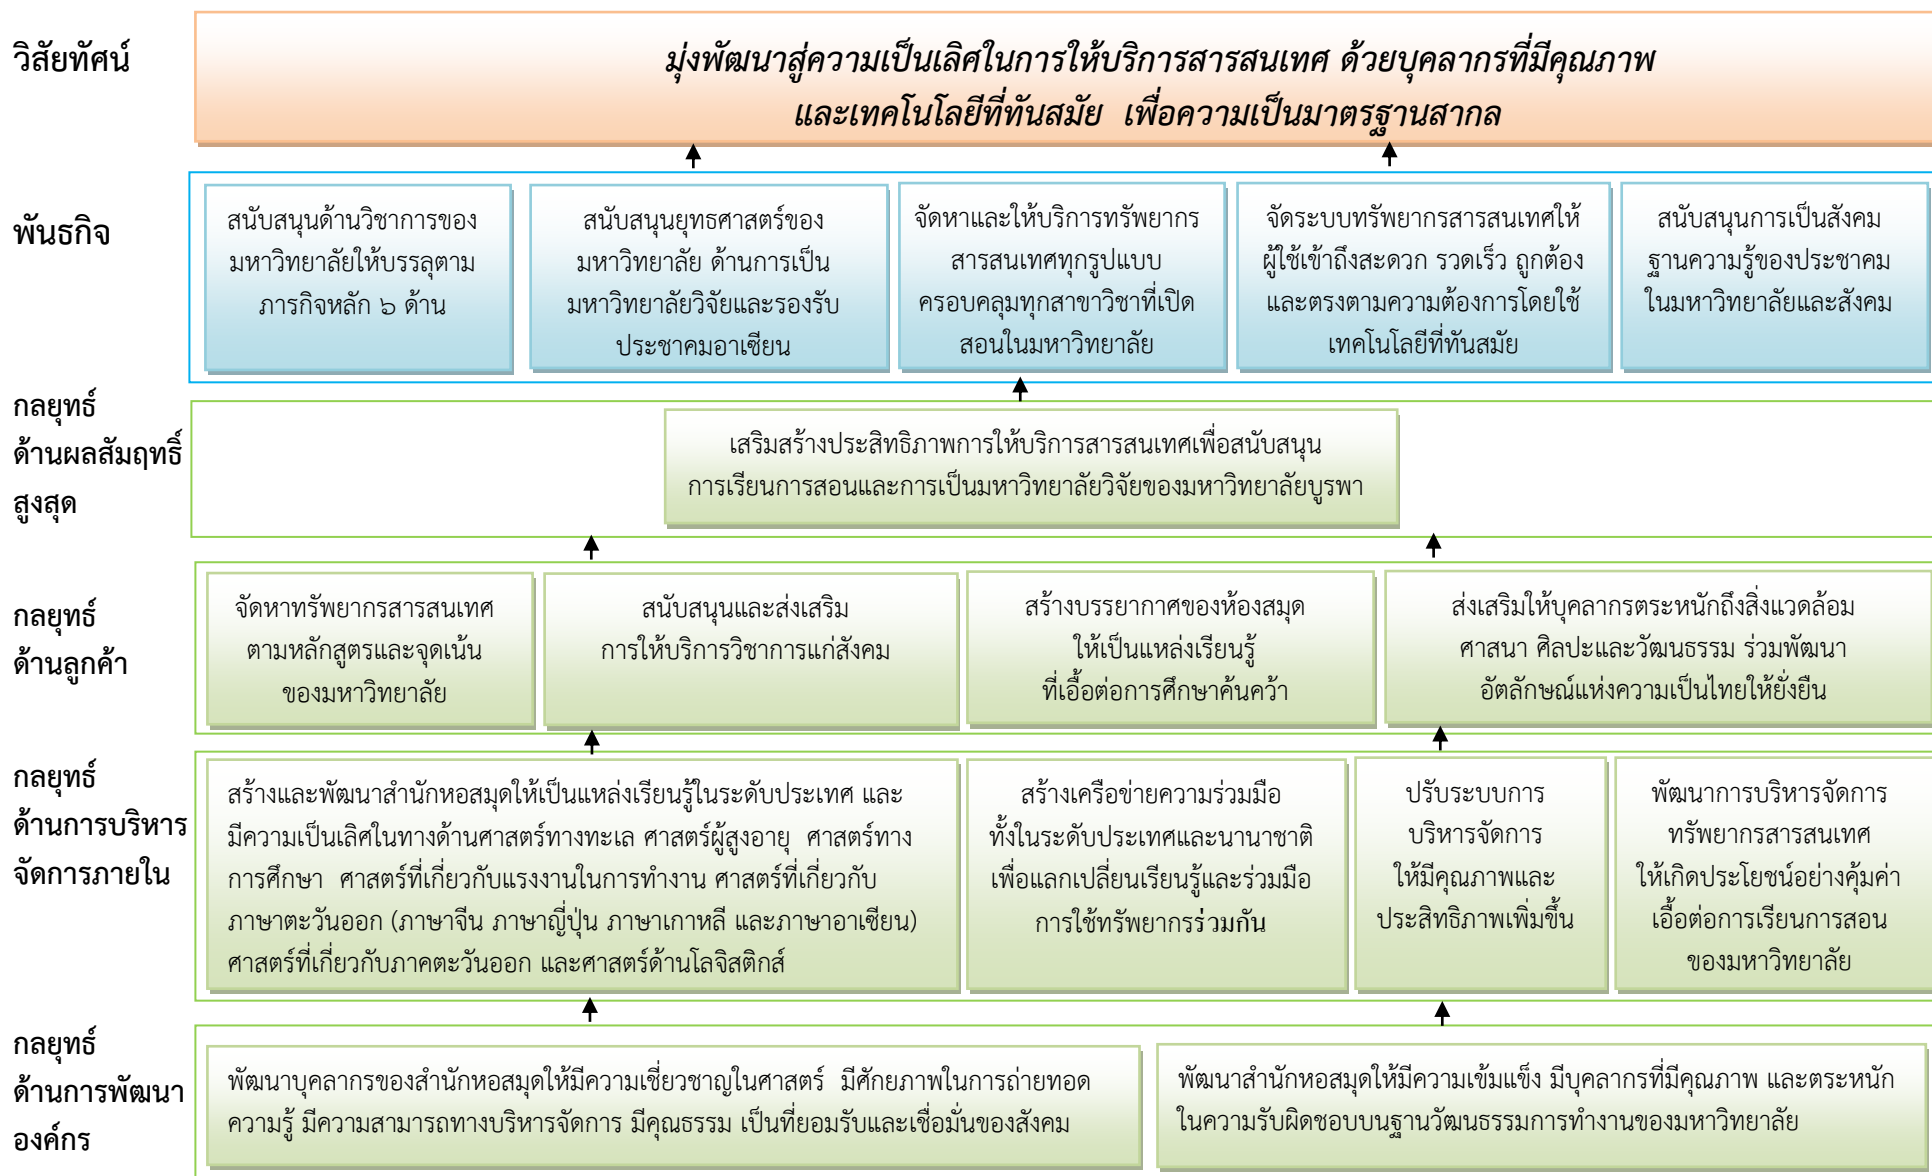 วิสัยทัศน์
มุ่งพัฒนาสู่ความเป็นเลิศในการให้บริการสารสนเทศ ด้วยบุคลากรที่มีคุณภาพ
และเทคโนโลยีที่ทันสมัย เพื่อความเป็นมาตรฐานสากล
พันธกิจ
สนับสนุนด้านวิชาการของ
มหาวิทยาลัยให้บรรลุตาม
ภารกิจหลัก ๖ ด้าน
สนับสนุนยุทธศาสตร์ของ
มหาวิทยาลัย ด้านการเป็น
มหาวิทยาลัยวิจัยและรองรับ
ประชาคมอาเซียน
จัดหาและให้บริการทรัพยากร
สารสนเทศทุกรูปแบบ
ครอบคลุมทุกสาขาวิชาที่เปิด
สอนในมหาวิทยาลัย
จัดระบบทรัพยากรสารสนเทศให้
ผู้ใช้เข้าถึงสะดวก รวดเร็ว ถูกต้อง
และตรงตามความต้องการโดยใช้
เทคโนโลยีที่ทันสมัย
สนับสนุนการเป็นสังคม
ฐานความรู้ของประชาคม
ในมหาวิทยาลัยและสังคม
กลยุทธ์
ด้านผลสัมฤทธิ์
สูงสุด
เสริมสร้างประสิทธิภาพการให้บริการสารสนเทศเพื่อสนับสนุน
การเรียนการสอนและการเป็นมหาวิทยาลัยวิจัยของมหาวิทยาลัยบูรพา
กลยุทธ์
ด้านลูกค้า
จัดหาทรัพยากรสารสนเทศ
ตามหลักสูตรและจุดเน้น
ของมหาวิทยาลัย
สนับสนุนและส่งเสริม
การให้บริการวิชาการแก่สังคม
สร้างบรรยากาศของห้องสมุด
ให้เป็นแหล่งเรียนรู้
ที่เอื้อต่อการศึกษาค้นคว้า
ส่งเสริมให้บุคลากรตระหนักถึงสิ่งแวดล้อม
ศาสนา ศิลปะและวัฒนธรรม ร่วมพัฒนา
อัตลักษณ์แห่งความเป็นไทยให้ยั่งยืน
กลยุทธ์
ด้านการบริหาร
จัดการภายใน
สร้างและพัฒนาสำนักหอสมุดให้เป็นแหล่งเรียนรู้ในระดับประเทศ และ
มีความเป็นเลิศในทางด้านศาสตร์ทางทะเล ศาสตร์ผู้สูงอายุ ศาสตร์ทาง
การศึกษา ศาสตร์ที่เกี่ยวกับแรงงานในการทำงาน ศาสตร์ที่เกี่ยวกับ
ภาษาตะวันออก (ภาษาจีน ภาษาญี่ปุ่น ภาษาเกาหลี และภาษาอาเซียน)
ศาสตร์ที่เกี่ยวกับภาคตะวันออก และศาสตร์ด้านโลจิสติกส์
สร้างเครือข่ายความร่วมมือ
ทั้งในระดับประเทศและนานาชาติ
เพื่อแลกเปลี่ยนเรียนรู้และร่วมมือ
การใช้ทรัพยากรร่วมกัน
ปรับระบบการ
บริหารจัดการ
ให้มีคุณภาพและ
ประสิทธิภาพเพิ่มขึ้น
พัฒนาการบริหารจัดการ
ทรัพยากรสารสนเทศ
ให้เกิดประโยชน์อย่างคุ้มค่า
เอื้อต่อการเรียนการสอน
ของมหาวิทยาลัย
กลยุทธ์
ด้านการพัฒนา
องค์กร
พัฒนาบุคลากรของสำนักหอสมุดให้มีความเชี่ยวชาญในศาสตร์ มีศักยภาพในการถ่ายทอด
ความรู้ มีความสามารถทางบริหารจัดการ มีคุณธรรม เป็นที่ยอมรับและเชื่อมั่นของสังคม
พัฒนาสำนักหอสมุดให้มีความเข้มแข็ง มีบุคลากรที่มีคุณภาพ และตระหนัก
ในความรับผิดชอบบนฐานวัฒนธรรมการทำงานของมหาวิทยาลัย